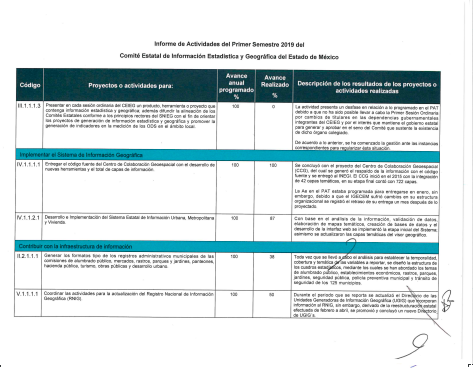 Informe de Actividades del Primer Semestre 2019 del
Comité Estatal de Información Estadística y Geográfica del Estado de México
Código
Proyectos o actividades para:
Avance
anual
programado
%
Avance
Realizado
%
Descripción de los resultados de los proyectos o
actividades realizadas
III.1.1.1.3
Presentar en cada sesión ordinaria del CEIEG un producto, herramienta o proyecto que
contenga información estadística y geográfica; además difundir la alineación de los
Comités Estatales conforme a los principios rectores del SNIEG con el fin de orientar
los proyectos de generación de información estadística y geográfica y promover la
generación de indicadores en la medición de los ODS en el ámbito local.
100
0
La actividad presenta un desfase en relación a lo programado en el PAT
debido a que no ha sido posible llevar a cabo la Primera Sesión Ordinaria
por cambios de titulares en las dependencias gubernamentales
integrantes del CEIEG y por el interés que mantiene el gobierno estatal
para generar y aprobar en el seno del Comité que sustenta la existencia
de dicho órgano colegiado.
De acuerdo a lo anterior, se ha comenzado la gestión ante las instancias
correspondientes para regularizar esta situación.
Implementar el Sistema de Información Geográfica
IV.1.1.1.1
Entregar el código fuente del Centro de Colaboración Geoespacial con el desarrollo de
nuevas herramientas y el total de capas de información.
100
100
Se concluyó con el proyecto del Centro de Colaboración Geoespacial
(CCG), del cual se generó el respaldo de la información con el código
fuente y se entregó al INEGI. El CCG inició en el 2013 con la integración
de 42 capas temáticas, en su etapa final contó con 722 capas.
La Ae en el PAT estaba programada para entregarse en enero, sin
embargo, debido a que el IGECEM sufrió cambios en su estructura
organizacional se registró el relevo de su entrega un mes después de lo
proyectado.
IV.1.1.2.1
Desarrollo e Implementación del Sistema Estatal de Información Urbana, Metropolitana
y Vivienda.
100
87
Con base en el análisis de la información, validación de datos,
elaboración de mapas temáticos, creación de bases de datos y el
desarrollo de la interfaz web se implementó la etapa inicial del Sistema
asimismo se actualizaron las capas temáticas del visor geográfico.
Contribuir con la infraestructura de información
II.2.1.1.1
Generar los formatos tipo de los registros administrativos municipales de las
comisiones de alumbrado público, mercados, rastros, parques y jardines, panteones,
hacienda pública, turismo, obras públicas y desarrollo urbano.
100
38
Toda vez que se llevó a cabo el análisis para establecer la temporalidad,
cobertura y temática de las variables a reportar, se diseñó la estructura de
los cuadros estadísticos, mediante los cuales se han abordado los temas
de alumbrado público, establecimientos económicos, rastros, parques,
jardines, seguridad pública, policía preventiva municipal y tránsito de
seguridad de los 125 municipios.
V.1.1.1.1
Coordinar las actividades para la actualización del Registro Nacional de Información
Geográfica (RNIG)
100
50
Durante el periodo que se reporta se actualizó el Directorio de las
Unidades Generadoras de Información Geográfica (UGIG) que incorporarán
información al RNIG, sin embargo, derivado de la reestructuración estatal
efectuada de febrero a abril, se promovió y concluyó un nuevo Directorio
de UGIG´s.